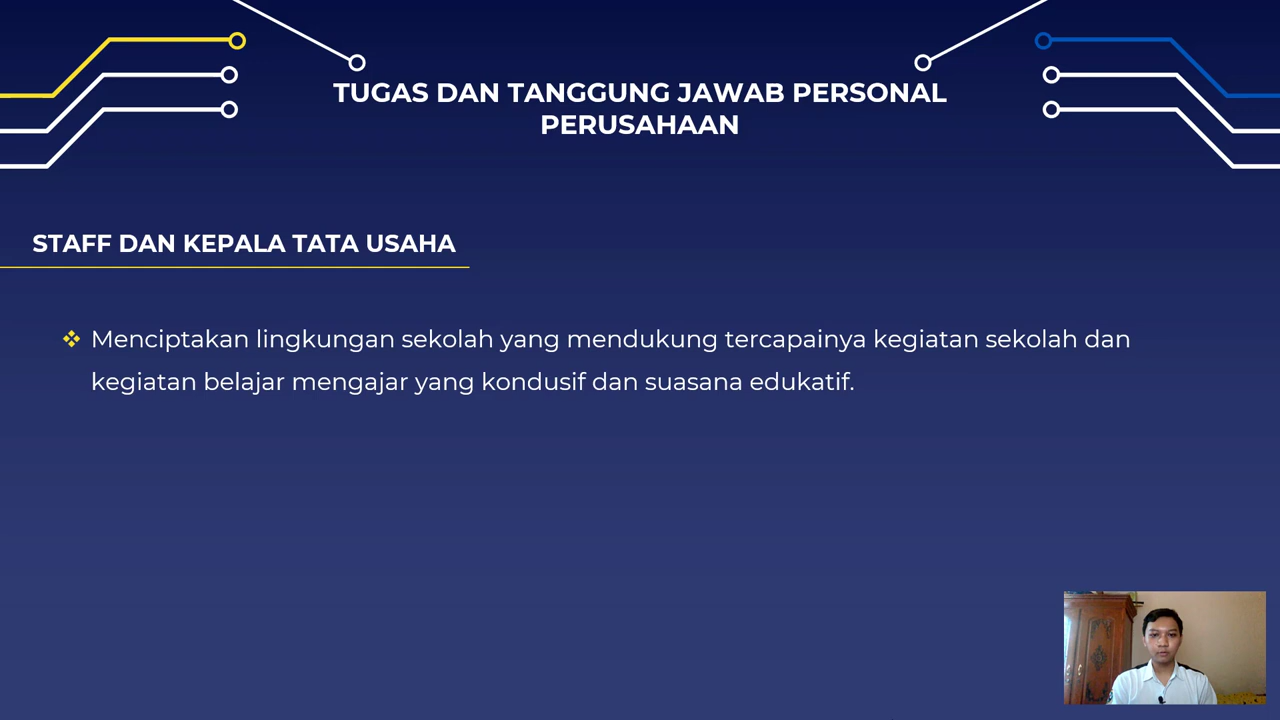 TUGAS DAN TANGGUNG JAWAB PERSONAL
PERUSAHAAN
STAFF DAN KEPALA TATA USAHA
Menciptakan lingkungan sekolah yang mendukung tercapainya kegiatan sekolah dan
kegiatan belajar mengajar yang kondusif dan suasana edukatif.